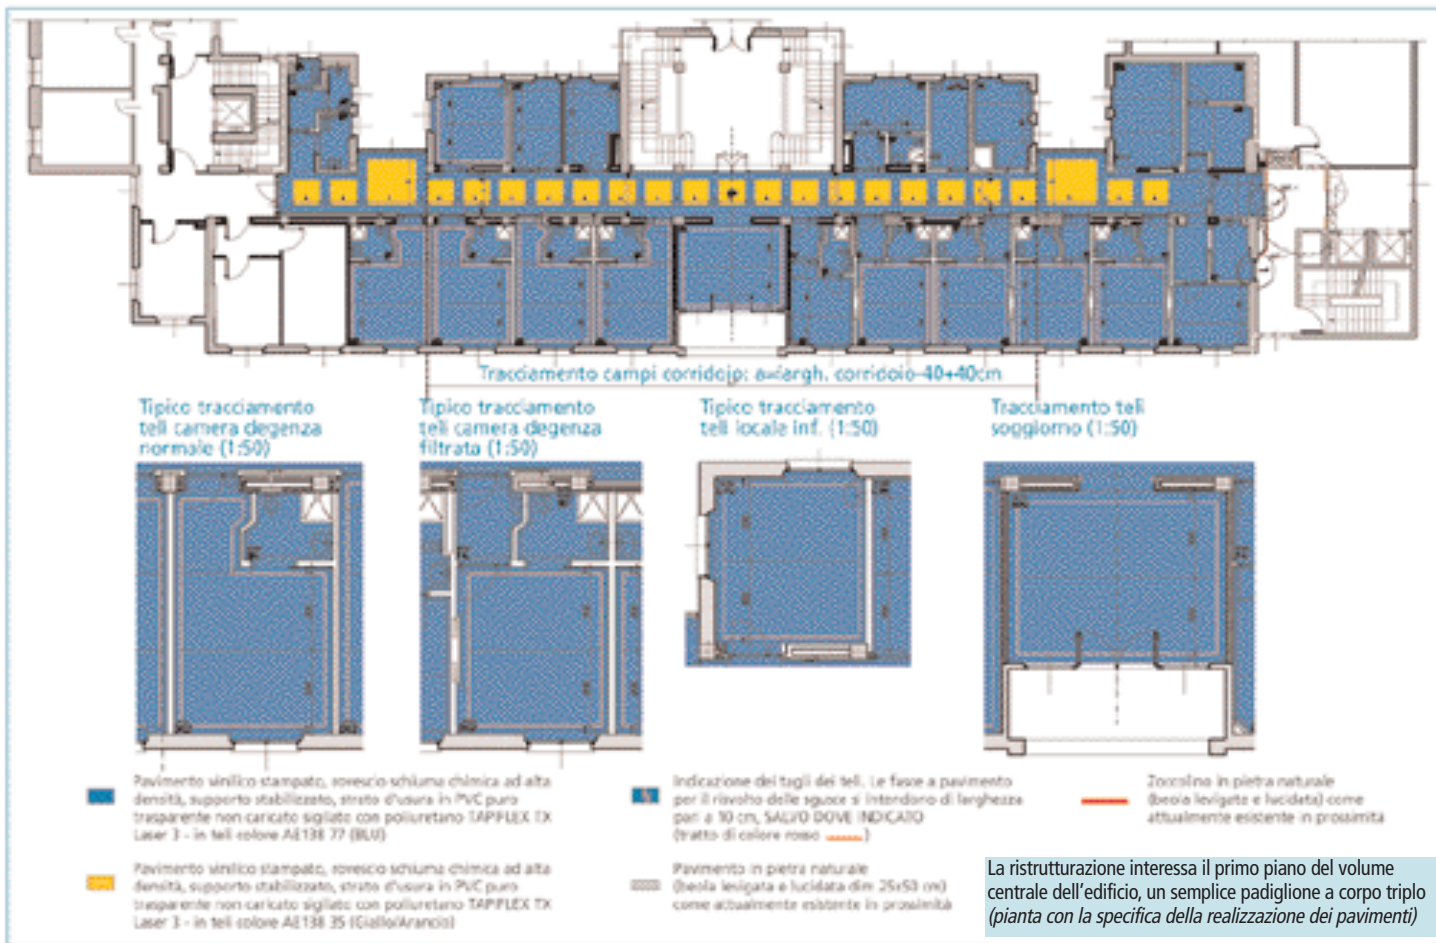 Tracciamento campi corridoio: a=largh. corridoio-40+40cm
Tipico tracciamento
teli camera degenza
normale (1:50)
Tipico tracciamento
teli camera degenza
filtrata (1:50)
Tipico tracciamento
teli locale inf. (1:50)
Tracciamento teli
soggiorno (1:50)
Pavimento vinilico stampato, rovescio schiuma chimica ad alta
densità, supporto stabilizzato, strato d'usura in PVC puro
trasparente non caricato sigillato con poliuretano TAPIFLEX TX
Laser 3 - in teli colore AE138 77 (BLU)
Pavimento vinilico stampato, rovescio schiuma chimica ad alta
densità, supporto stabilizzato, strato d'usura in PVC puro
trasparente non caricato sigillato con poliuretano TAPIFLEX TX
Laser 3 - in teli colore AE138 35 (Giallo/Arancio)
Indicazione dei tagli dei teli. Le fasce a pavimento
per il risvolto delle sgusce si intendono di larghezza
pari a 10 cm, SALVO DOVE INDICATO
(tratto di colore rosso )
Pavimento in pietra naturale
(beola levigata e lucidata dim 25x50 cm)
come attualmente esistente in prossimità
Zoccolino in pietra naturale
(beola levigata e lucidata) come
attualmente esistente in prossimità
La ristrutturazione interessa il primo piano del volume
centrale dell'edificio, un semplice padiglione a corpo triplo
(pianta con la specifica della realizzazione dei pavimenti)